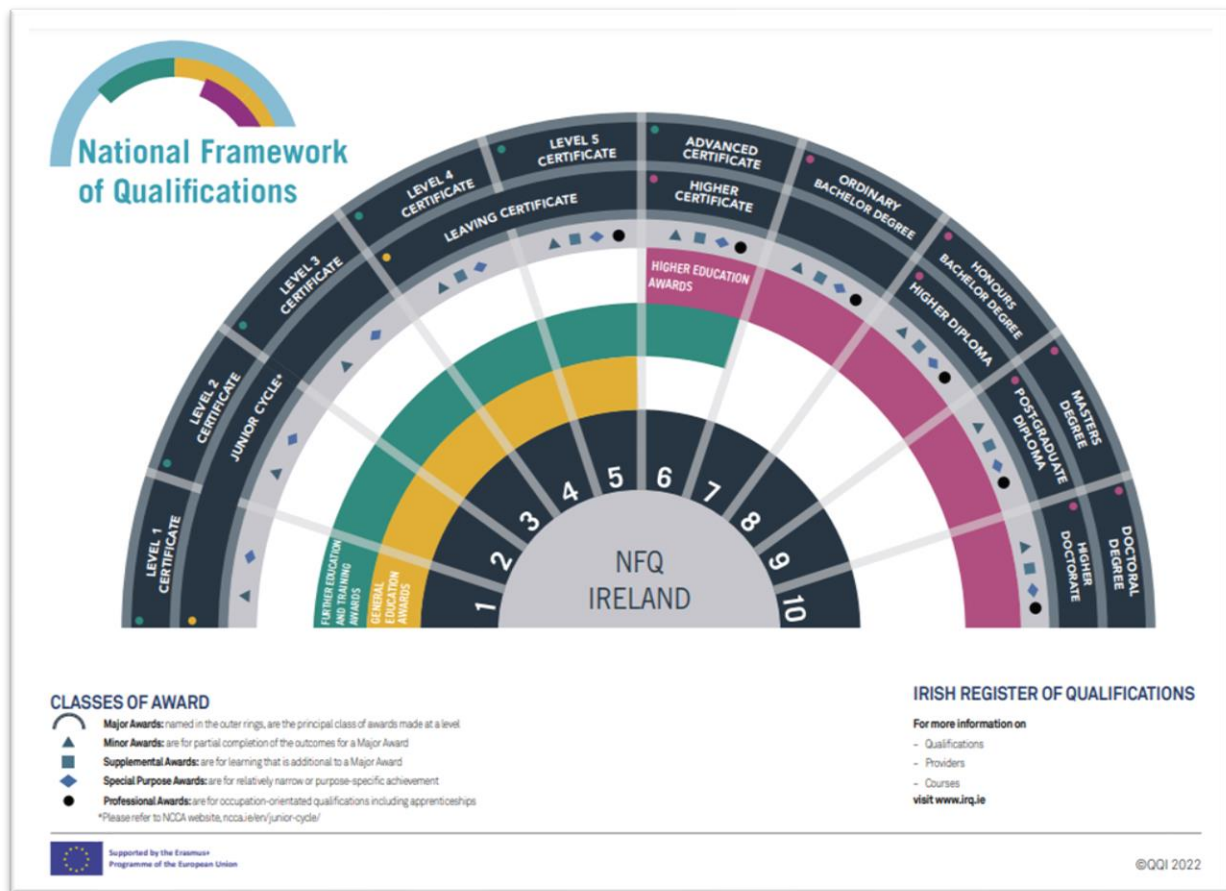 National Framework
of Qualifications
LEVEL 1
CERTIFICATE
LEVEL 2
CERTIFICATE
LEVEL 3
CERTIFICATE
LEVEL 4
CERTIFICATE
LEVEL 5
CERTIFICATE
ADVANCED
CERTIFICATE
ORDINARY
BACHELOR DEGREE
HONOURS
BACHELOR DEGREE
MASTERS
DEGREE
DOCTORAL
DEGREE
JUNIOR CYCLE*
LEAVING CERTIFICATE
HIGHER
CERTIFICATE
HIGHER DIPLOMA
POST-GRADUATE
DIPLOMA
HIGHER
DOCTORATE
HIGHER EDUCATION
AWARDS
FURTHER EDUCATION
AND TRAINING
AWARDS
GENERAL
EDUCATION
AWARDS
1
2
3
4
5
6
7
8
9
10
NFQ
IRELAND
CLASSES OF AWARD
Major Awards: named in the outer rings, are the principal class of awards made at a level
Minor Awards: are for partial completion of the outcomes for a Major Award
Supplemental Awards: are for learning that is additional to a Major Award
Special Purpose Awards: are for relatively narrow or purpose-specific achievement
Professional Awards: are for occupation-orientated qualifications including apprenticeships
*Please refer to NCCA website, ncca.ie/en/junior-cycle/
IRISH REGISTER OF QUALIFICATIONS
For more information on
- Qualifications
- Providers
- Courses
visit www.irq.ie
Supported by the Erasmus+
Programme of the European Union
©QQI 2022